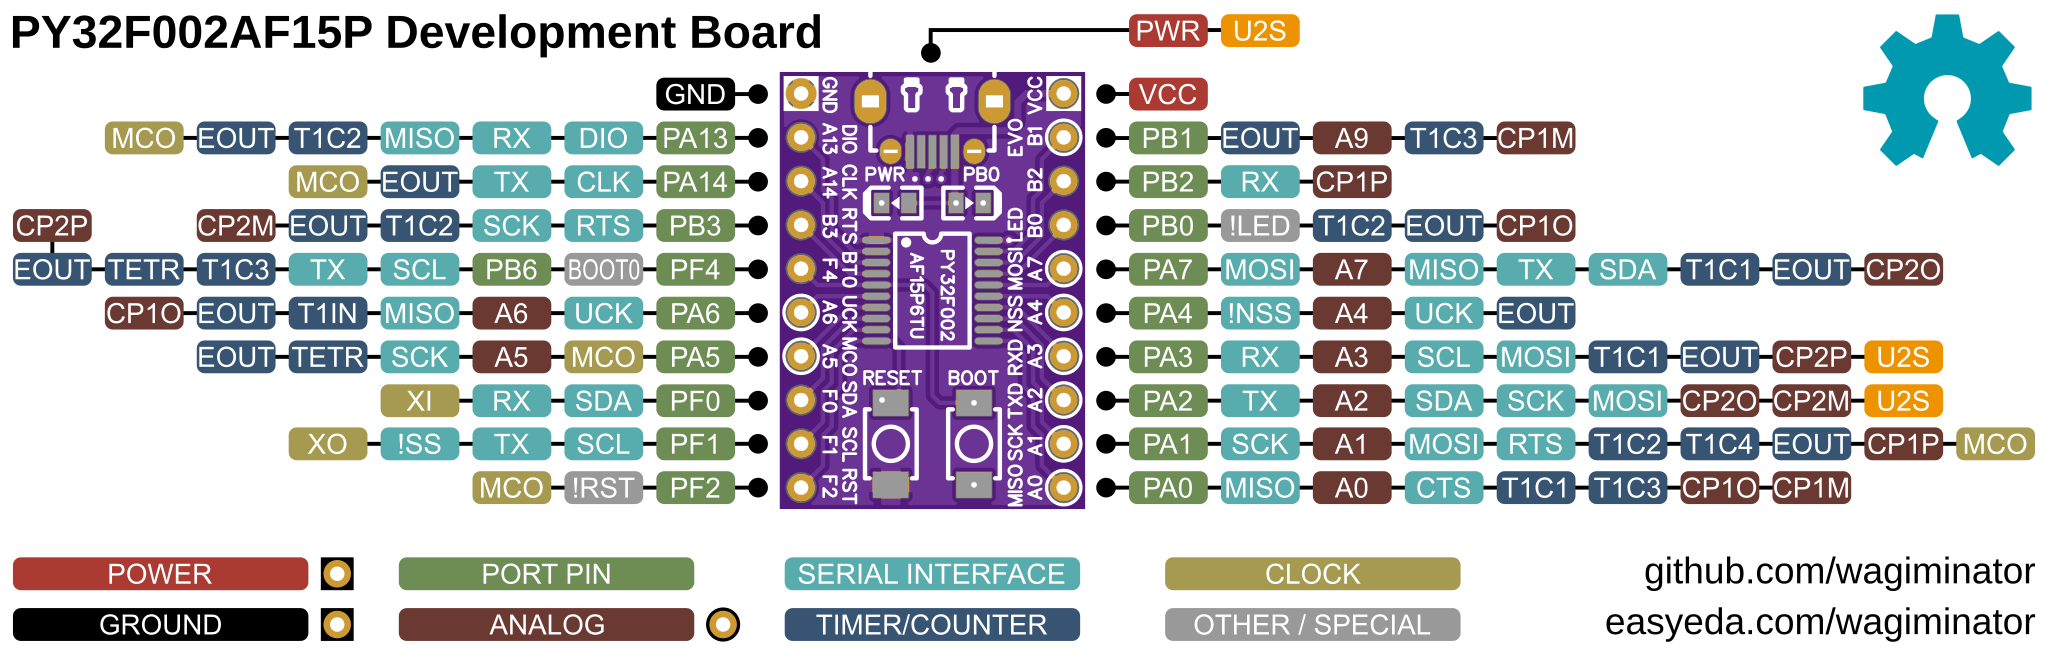 PY32F002AF15P Development Board
PWR U2S
GND
VCC
MCO EOUT T1C2 MISO RX DIO PA13
PB1 EOUT A9 T1C3 CP1M
MCO EOUT TX CLK PA14
PB2 RX CP1P
CP2P CP2M EOUT T1C2 SCK RTS PB3
PB0 !LED T1C2 EOUT CP1O
EOUT TETR T1C3 TX SCL PB6 BOOT0 PF4
PA7 MOSI A7 MISO TX SDA T1C1 EOUT CP2O
CP1O EOUT T1IN MISO A6 UCK PA6
PA4 !NSS A4 UCK EOUT
EOUT TETR SCK A5 MCO PA5
PA3 RX A3 SCL MOSI T1C1 EOUT CP2P U2S
XI RX SDA PF0
PA2 TX A2 SDA SCK MOSI CP2O CP2M U2S
XO !SS TX SCL PF1
PA1 SCK A1 MOSI RTS T1C2 T1C4 EOUT CP1P MCO
MCO !RST PF2
PA0 MISO A0 CTS T1C1 T1C3 CP1O CP1M
GND
A13 DIO
A14 CLK
B3 RTS
F4 BT0
A6 UCK
A5 MCO
F0 SDA
F1 SCL
F2 RST
PWR PB0
PY32F002
AF15P6TU
RESET BOOT
VCC
EVO B1
B2
LED B0
MOSI A7
NSS A4
RXD A3
TXD A2
SCK A1
MISO A0
POWER PORT PIN SERIAL INTERFACE CLOCK
github.com/wagiminator
GROUND ANALOG TIMER/COUNTER OTHER / SPECIAL
easyeda.com/wagiminator